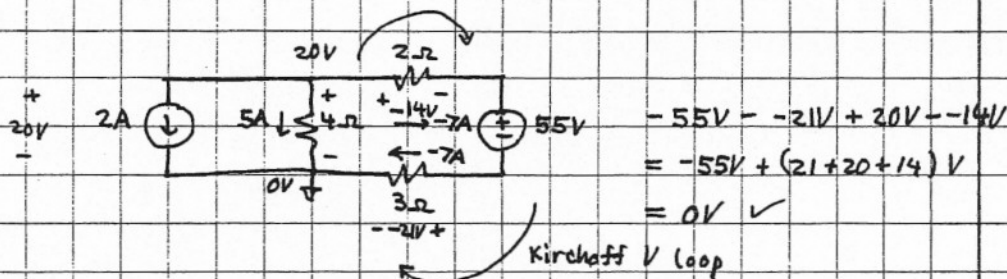 20V 2Ω
+ + + -14V -
20V 2A 5A↓ 4Ω → -7A + 55V
- - ← -7A -
0V
3Ω
- -21V +
- 55V - -21V + 20V - -14V
= -55V + (21+20+14) V
= 0V ✓
Kirchoff V loop